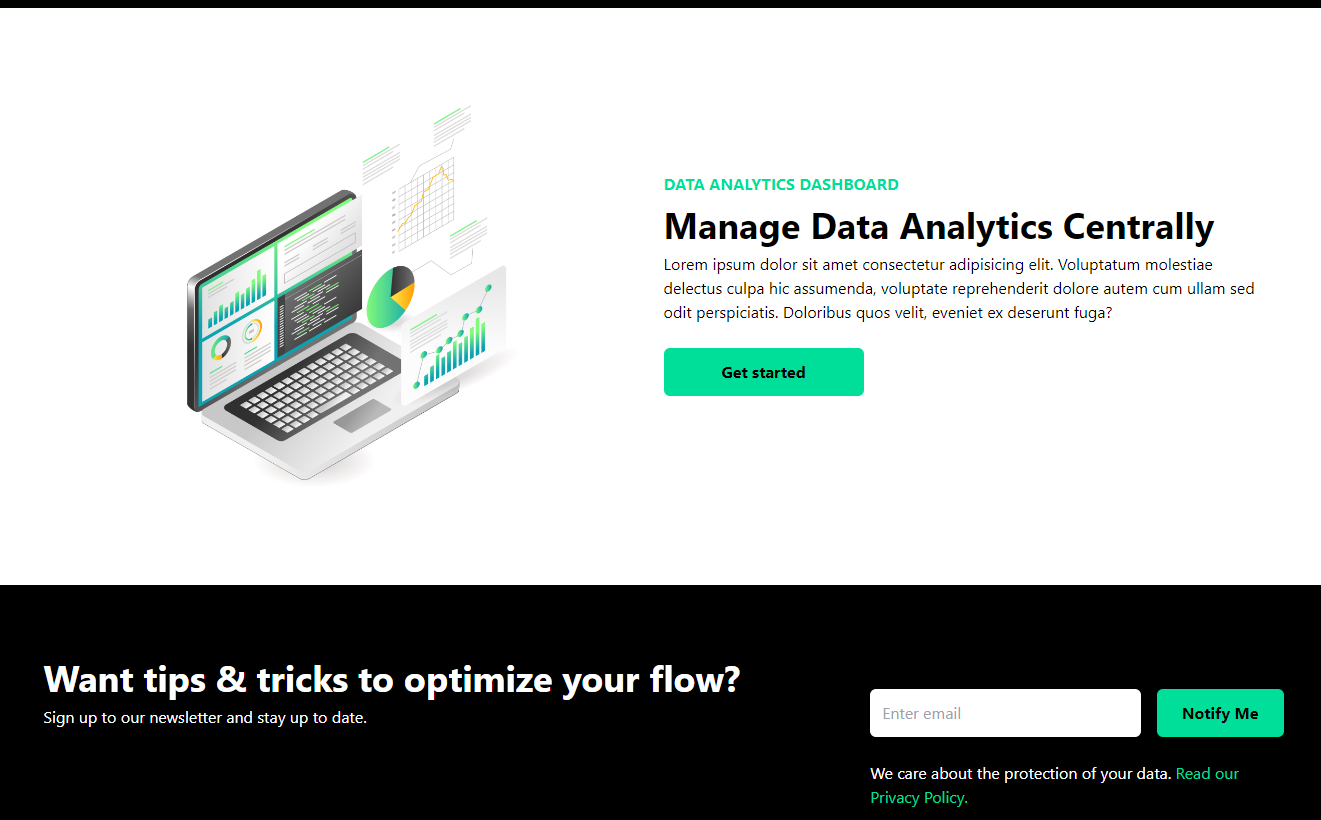 DATA ANALYTICS DASHBOARD
Manage Data Analytics Centrally
Lorem ipsum dolor sit amet consectetur adipisicing elit. Voluptatum molestiae
delectus culpa hic assumenda, voluptate reprehenderit dolore autem cum ullam sed
odit perspiciatis. Doloribus quos velit, eveniet ex deserunt fuga?
Get started
Want tips & tricks to optimize your flow?
Sign up to our newsletter and stay up to date.
Enter email
Notify Me
We care about the protection of your data. Read our
Privacy Policy.